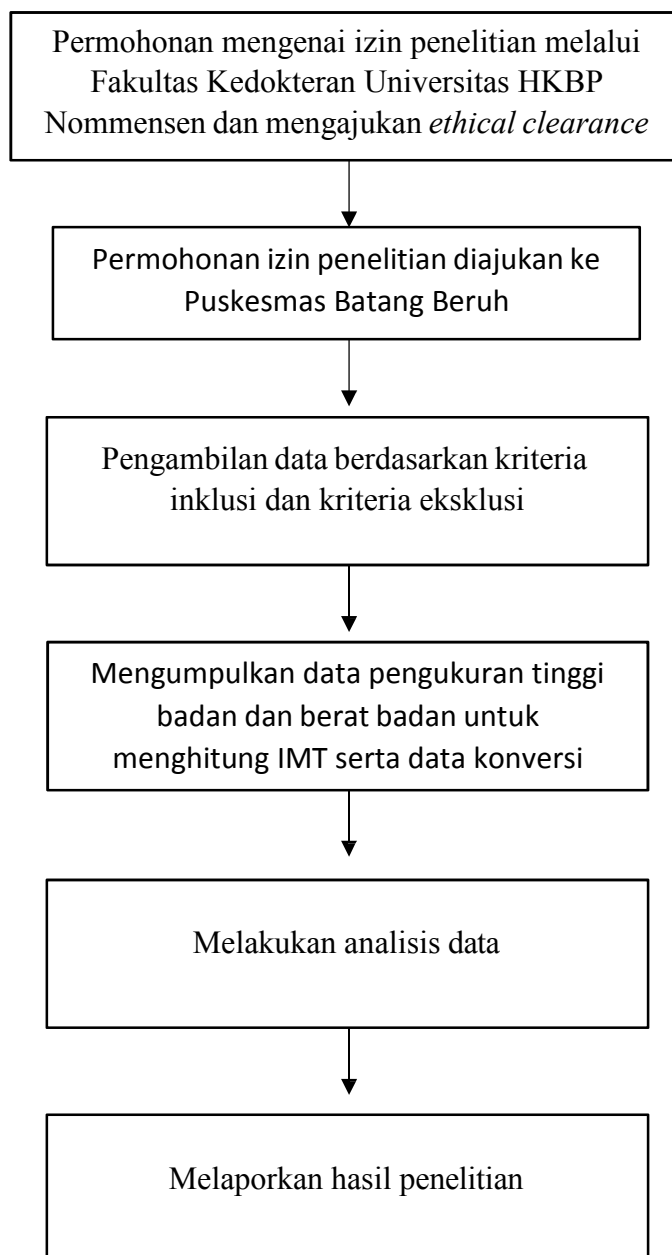 Permohonan mengenai izin penelitian melalui
Fakultas Kedokteran Universitas HKBP
Nommensen dan mengajukan ethical clearance
Permohonan izin penelitian diajukan ke
Puskesmas Batang Beruh
Pengambilan data berdasarkan kriteria
inklusi dan kriteria eksklusi
Mengumpulkan data pengukuran tinggi
badan dan berat badan untuk
menghitung IMT serta data konversi
Melakukan analisis data
Melaporkan hasil penelitian